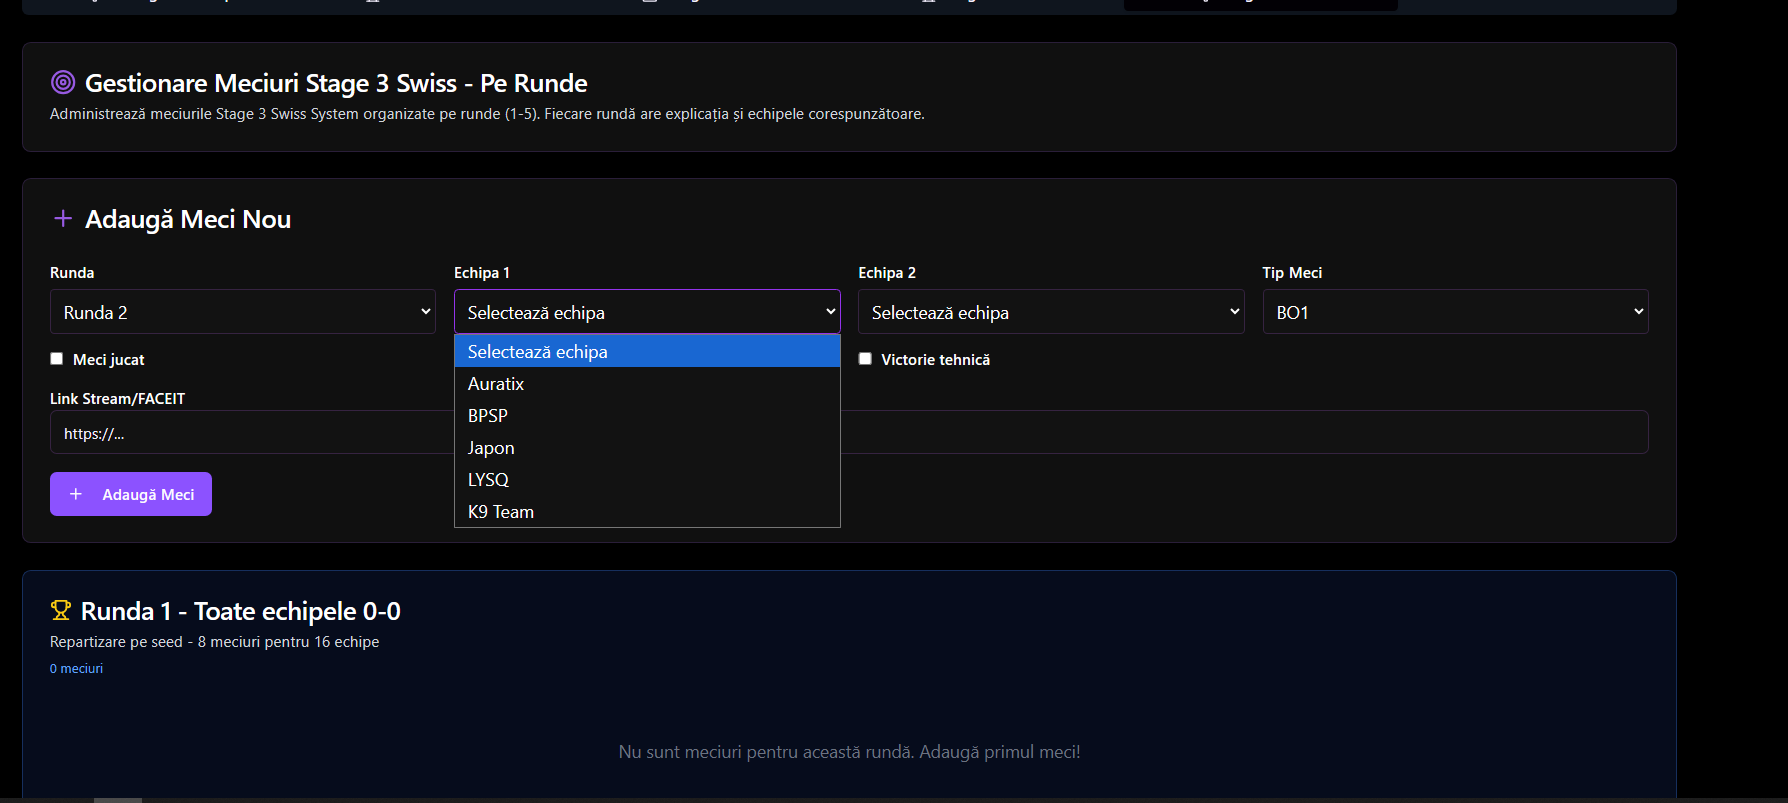 Gestionare Meciuri Stage 3 Swiss - Pe Runde
Administrează meciurile Stage 3 Swiss System organizate pe runde (1-5). Fiecare rundă are explicația și echipele corespunzătoare.
Adaugă Meci Nou
Runda
Echipa 1
Echipa 2
Tip Meci
Runda 2
Selectează echipa
Selectează echipa
BO1
Selectează echipa
Auratix
BPSP
Japon
LYSQ
K9 Team
Meci jucat
Victorie tehnică
Link Stream/FACEIT
https://...
Adaugă Meci
Runda 1 - Toate echipele 0-0
Repartizare pe seed - 8 meciuri pentru 16 echipe
0 meciuri
Nu sunt meciuri pentru această rundă. Adaugă primul meci!